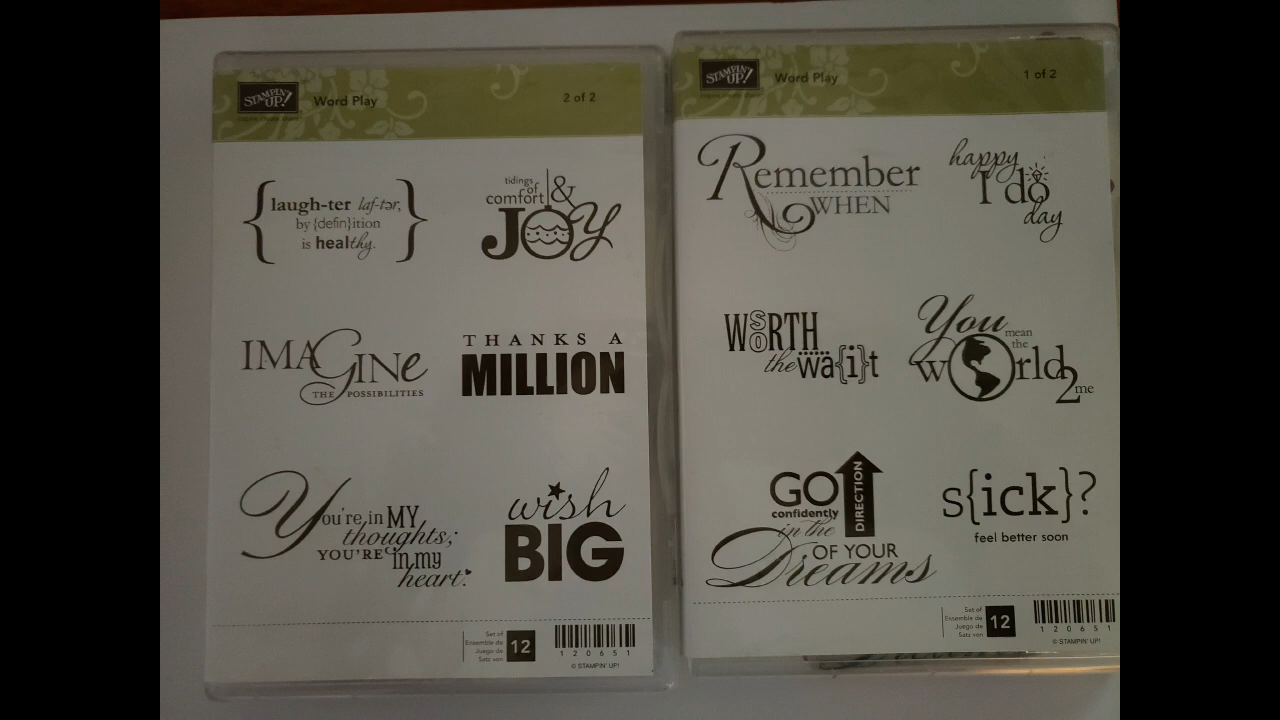 STAMPIN' UP!
Word Play
2 of 2
{laugh·ter laf-tər,
by {defin}ition
is healthy.}
tidings
of
comfort &
JOY
IMAGINE
THE POSSIBILITIES
THANKS A
MILLION
You're in MY
thoughts;
YOU'RE in my
heart.
wish
BIG
Set of
Ensemble de
Juego de
Satz von
12
120651
© STAMPIN' UP!
STAMPIN' UP!
Word Play
1 of 2
Remember
WHEN
happy
I do
day
SO WORTH
the wa{i}t
You
mean
the
world
2 me
GO
confidently
in the
DIRECTION
OF YOUR
Dreams
s{ick}?
feel better soon
Set of
Ensemble de
Juego de
Satz von
12
120651
© STAMPIN' UP!